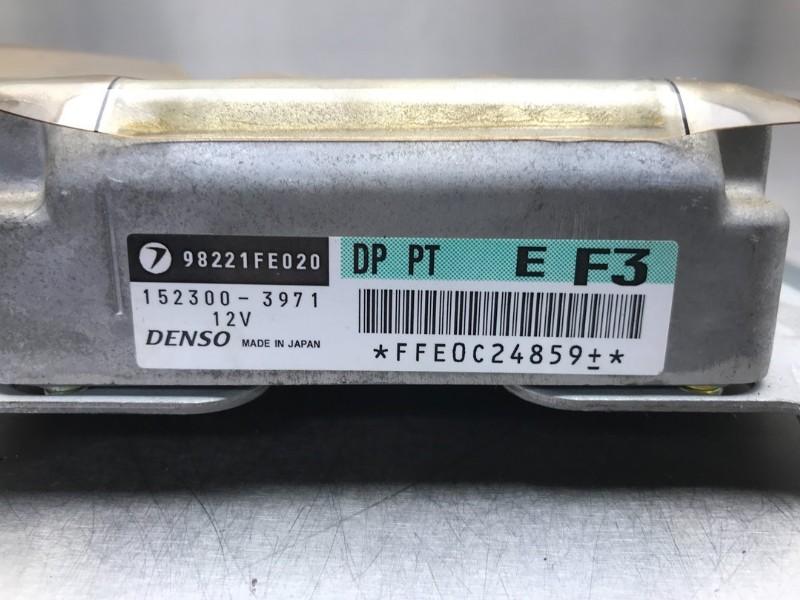 98221FE020
DP PT E F3
152300-3971
12V
DENSO MADE IN JAPAN
*FFE0C24859±*